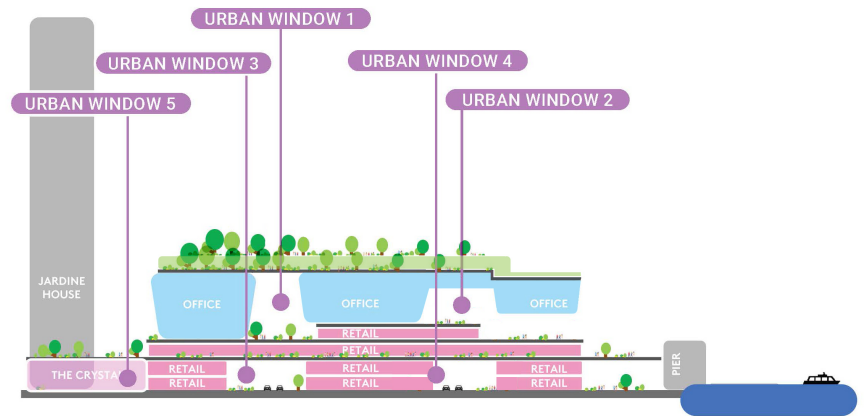 URBAN WINDOW 1
URBAN WINDOW 3
URBAN WINDOW 4
URBAN WINDOW 5
URBAN WINDOW 2
JARDINE
HOUSE
OFFICE
OFFICE
OFFICE
RETAIL
RETAIL
THE CRYSTA
RETAIL
RETAIL
RETAIL
RETAIL
RETAIL
RETAIL
PIER